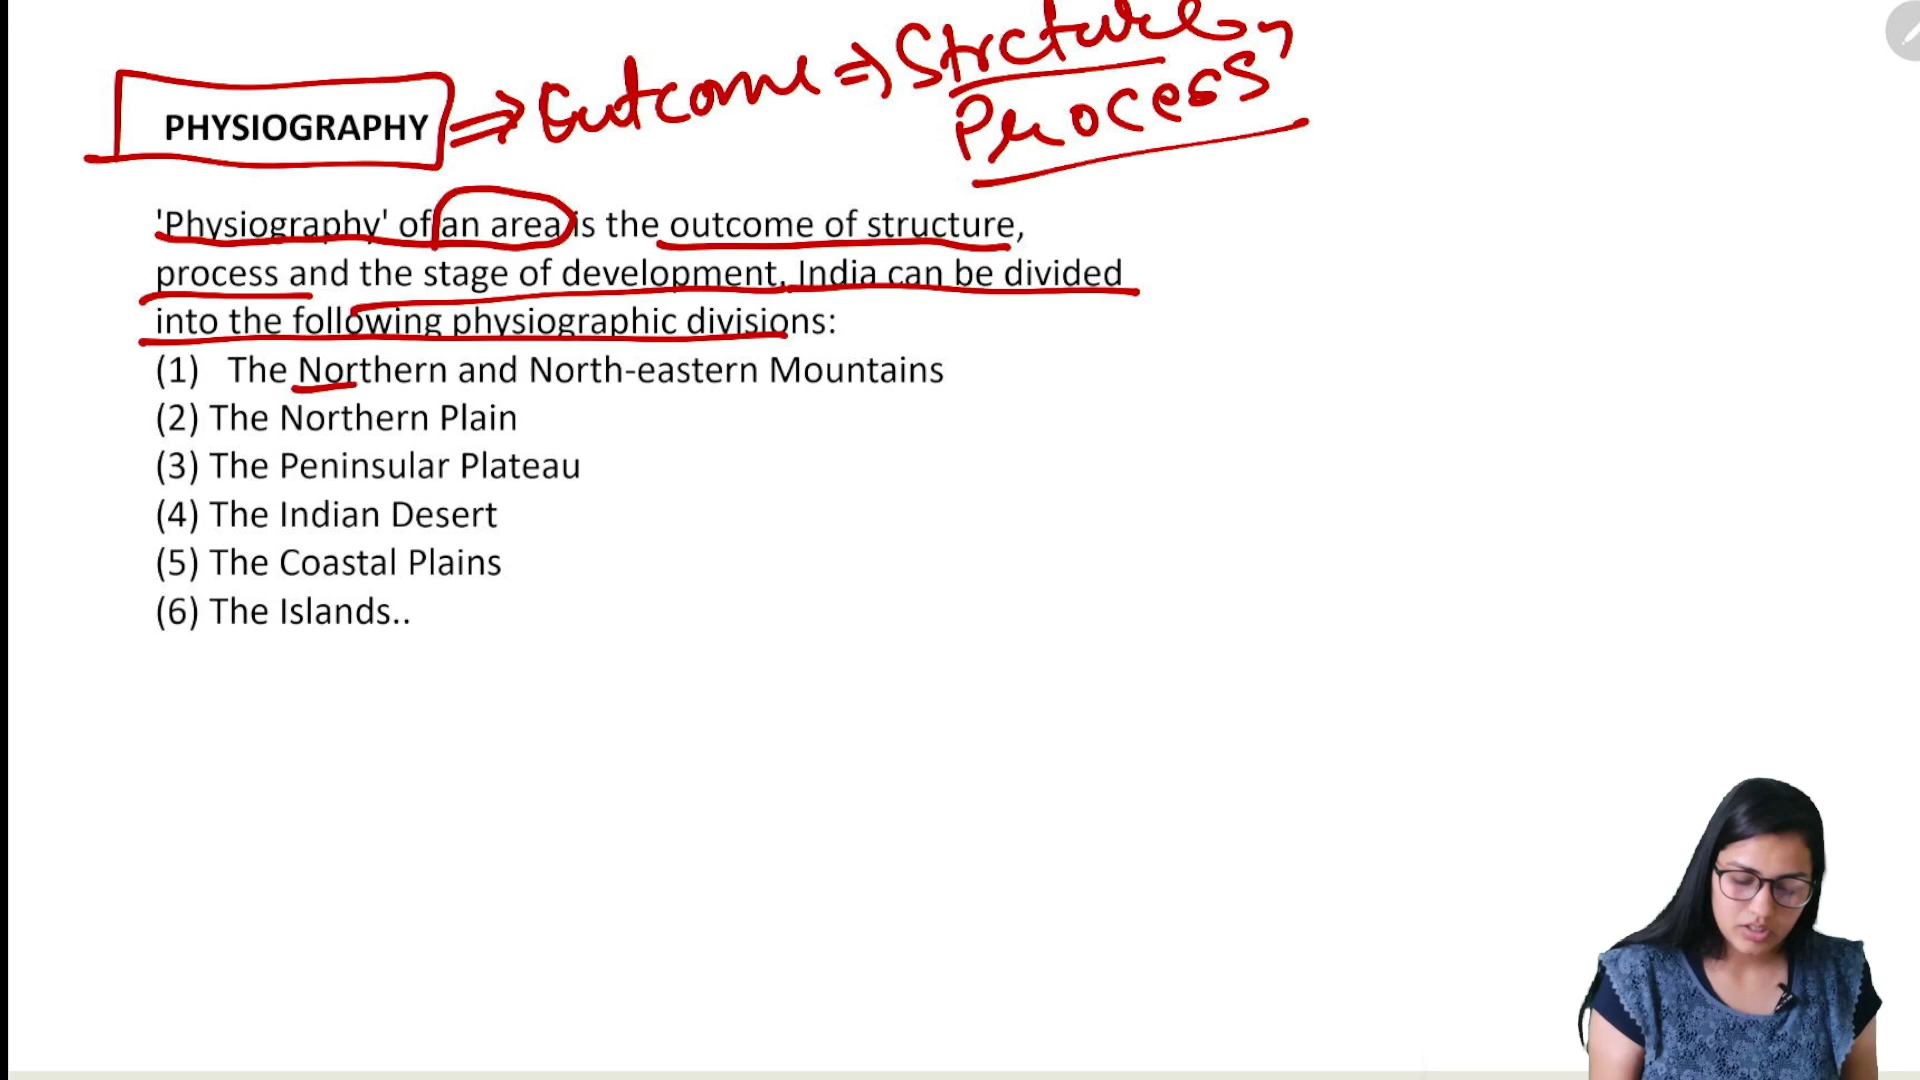 Outcome => Strcture,
Process
PHYSIOGRAPHY
'Physiography' of an area is the outcome of structure,
process and the stage of development. India can be divided
into the following physiographic divisions:
(1) The Northern and North-eastern Mountains
(2) The Northern Plain
(3) The Peninsular Plateau
(4) The Indian Desert
(5) The Coastal Plains
(6) The Islands..